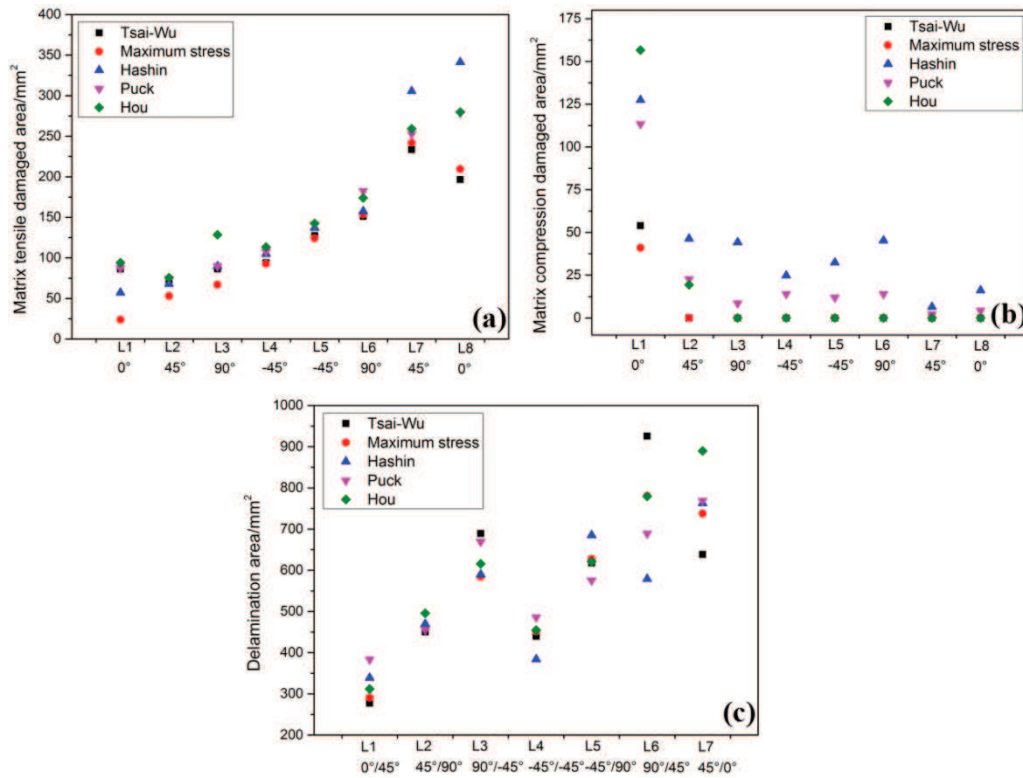 Matrix tensile damaged area/mm²
400
350
300
250
200
150
100
50
0
Tsai-Wu
Maximum stress
Hashin
Puck
Hou
(a)
L1 L2 L3 L4 L5 L6 L7 L8
0° 45° 90° -45° -45° 90° 45° 0°
Matrix compression damaged area/mm²
175
150
125
100
75
50
25
0
Tsai-Wu
Maximum stress
Hashin
Puck
Hou
(b)
L1 L2 L3 L4 L5 L6 L7 L8
0° 45° 90° -45° -45° 90° 45° 0°
Delamination area/mm²
1000
900
800
700
600
500
400
300
200
Tsai-Wu
Maximum stress
Hashin
Puck
Hou
(c)
L1 L2 L3 L4 L5 L6 L7
0°/45° 45°/90° 90°/-45° -45°/-45° -45°/90° 90°/45° 45°/0°